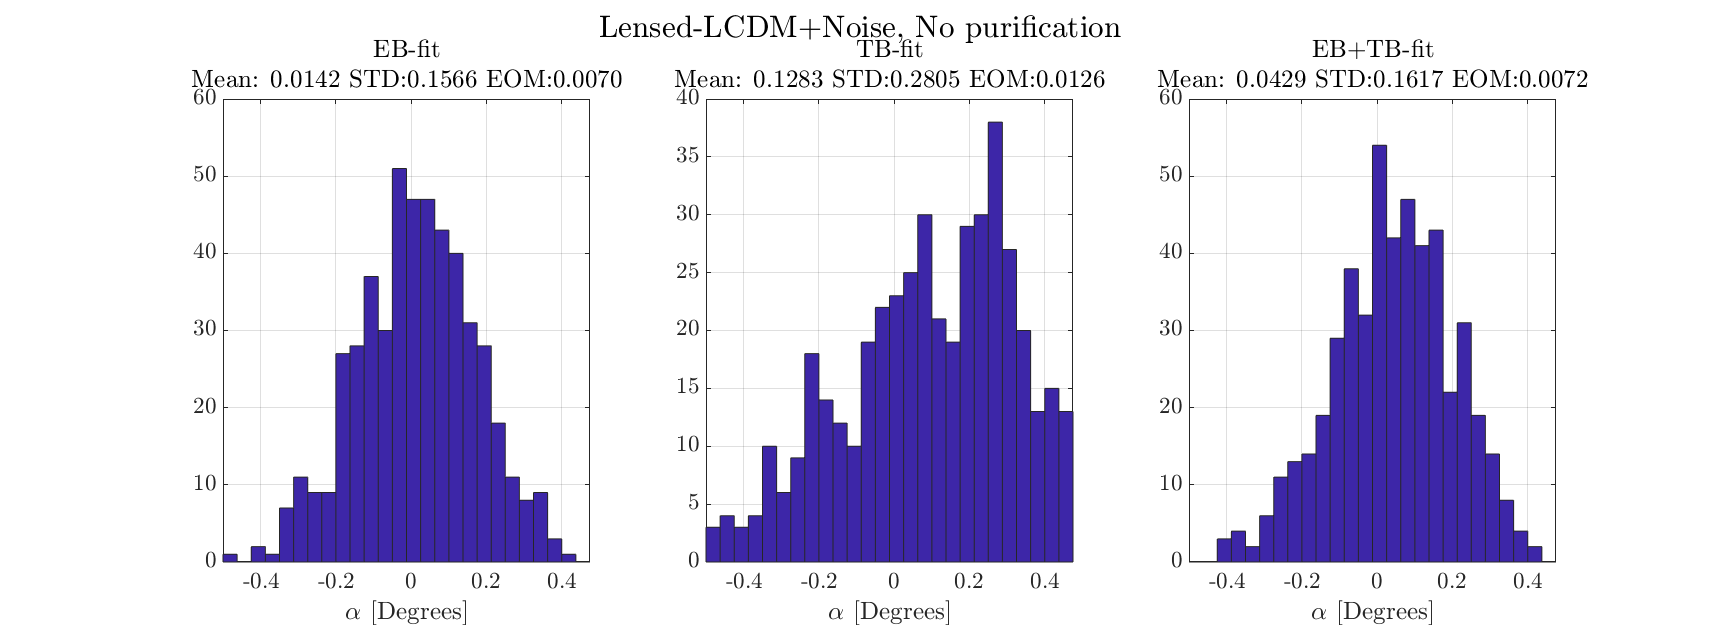 Lensed-LCDM+Noise, No purification
EB-fit
Mean: 0.0142 STD:0.1566 EOM:0.0070
60
50
40
30
20
10
0
-0.4 -0.2 0 0.2 0.4
α [Degrees]
TB-fit
Mean: 0.1283 STD:0.2805 EOM:0.0126
40
35
30
25
20
15
10
5
0
-0.4 -0.2 0 0.2 0.4
α [Degrees]
EB+TB-fit
Mean: 0.0429 STD:0.1617 EOM:0.0072
60
50
40
30
20
10
0
-0.4 -0.2 0 0.2 0.4
α [Degrees]